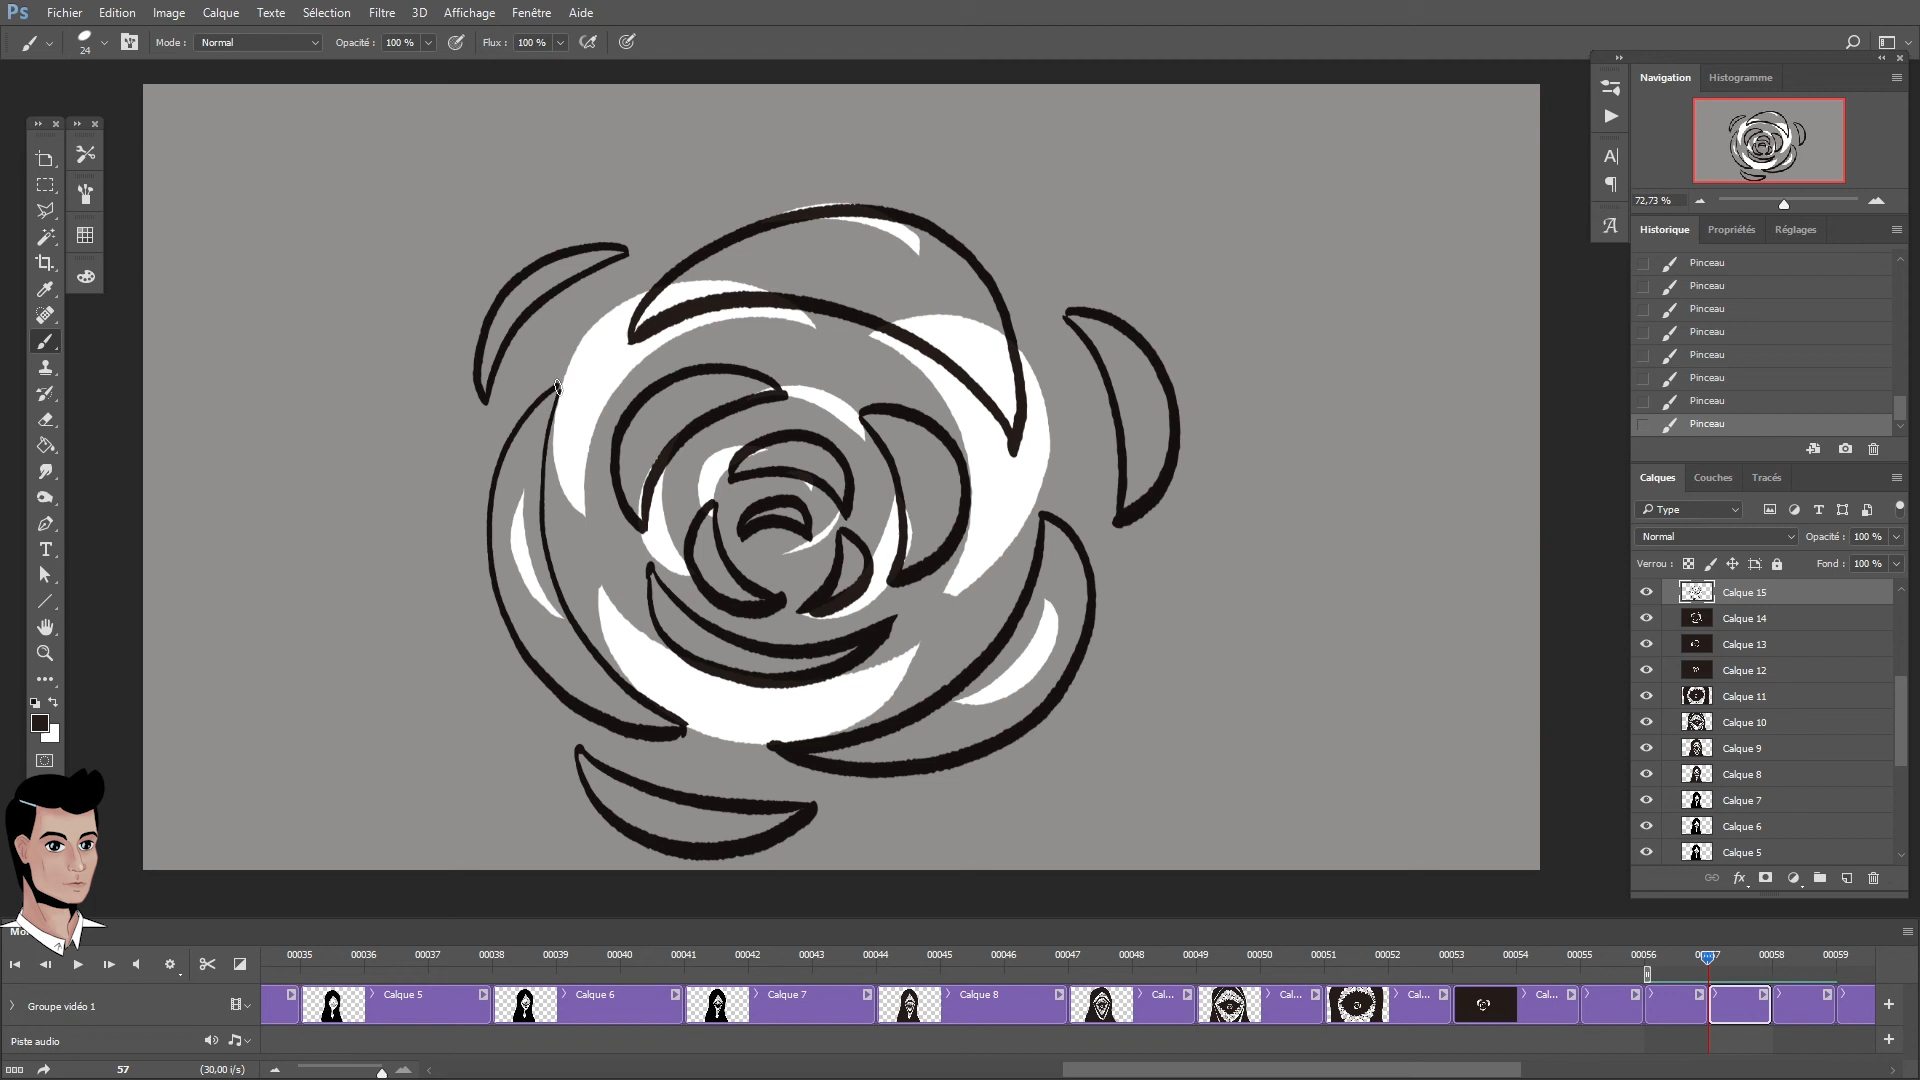 Ps Fichier Edition Image Calque Texte Sélection Filtre 3D Affichage Fenêtre Aide
24 Mode : Normal Opacité : 100 % Flux : 100 %
Navigation Histogramme
72,73 %
Historique Propriétés Réglages
Pinceau
Pinceau
Pinceau
Pinceau
Pinceau
Pinceau
Pinceau
Pinceau
Calques Couches Tracés
Type
Normal Opacité : 100 %
Verrou : Fond : 100 %
Calque 15
Calque 14
Calque 13
Calque 12
Calque 11
Calque 10
Calque 9
Calque 8
Calque 7
Calque 6
Calque 5
00035 00036 00037 00038 00039 00040 00041 00042 00043 00044 00045 00046 00047 00048 00049 00050 00051 00052 00053 00054 00055 00056 00058 00059
Groupe vidéo 1 Calque 5 Calque 6 Calque 7 Calque 8 Cal... Cal... Cal... Cal...
Piste audio
57 (30,00 i/s)